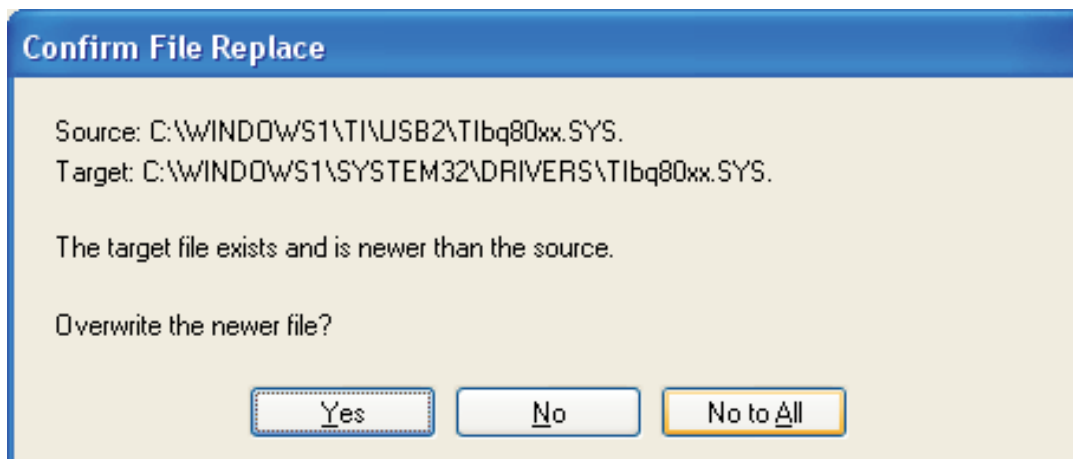 Confirm File Replace
Source: C:\WINDOWS1\TI\USB2\TIbq80xx.SYS.
Target: C:\WINDOWS1\SYSTEM32\DRIVERS\TIbq80xx.SYS.
The target file exists and is newer than the source.
Overwrite the newer file?
Yes No No to All